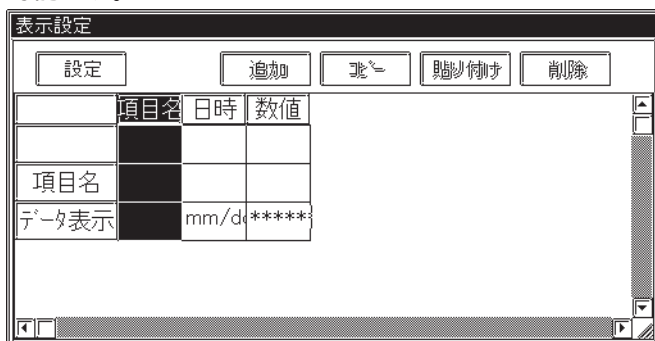 表示設定
設定 追加 コピー 貼り付け 削除
項目名 日時 数値
項目名
データ表示 mm/d *****